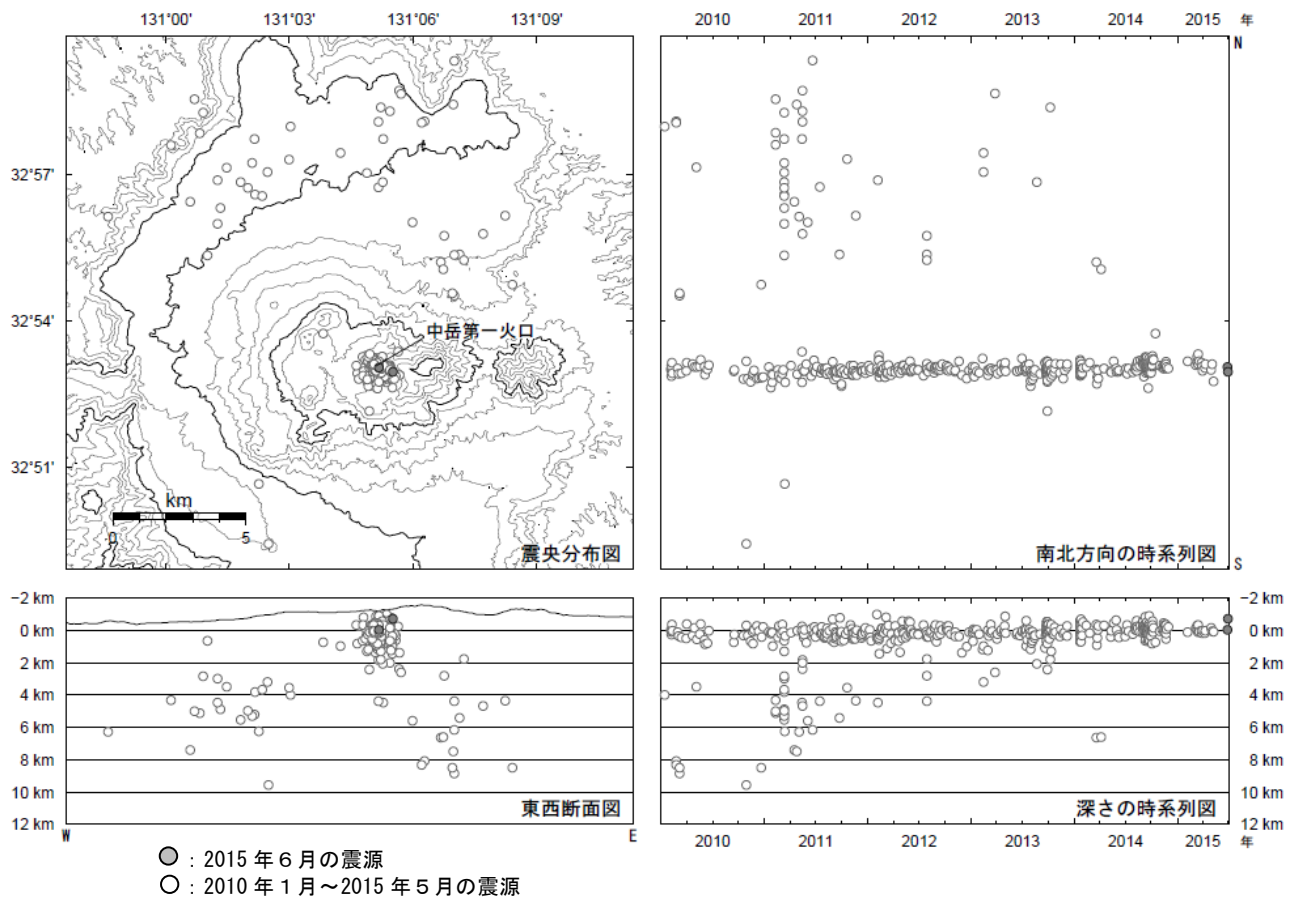 131°00' 131°03' 131°06' 131°09'
2010 2011 2012 2013 2014 2015 年
N
32°57'
32°54'
32°51'
中岳第一火口
km
0 5
震央分布図
南北方向の時系列図
S
-2 km
0 km
2 km
4 km
6 km
8 km
10 km
12 km
W E
東西断面図
深さの時系列図
-2 km
0 km
2 km
4 km
6 km
8 km
10 km
12 km
2010 2011 2012 2013 2014 2015 年
：2015 年６月の震源
：2010 年１月～2015 年５月の震源